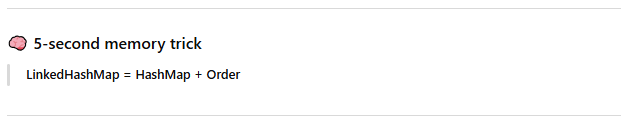 🧠 5-second memory trick
LinkedHashMap = HashMap + Order